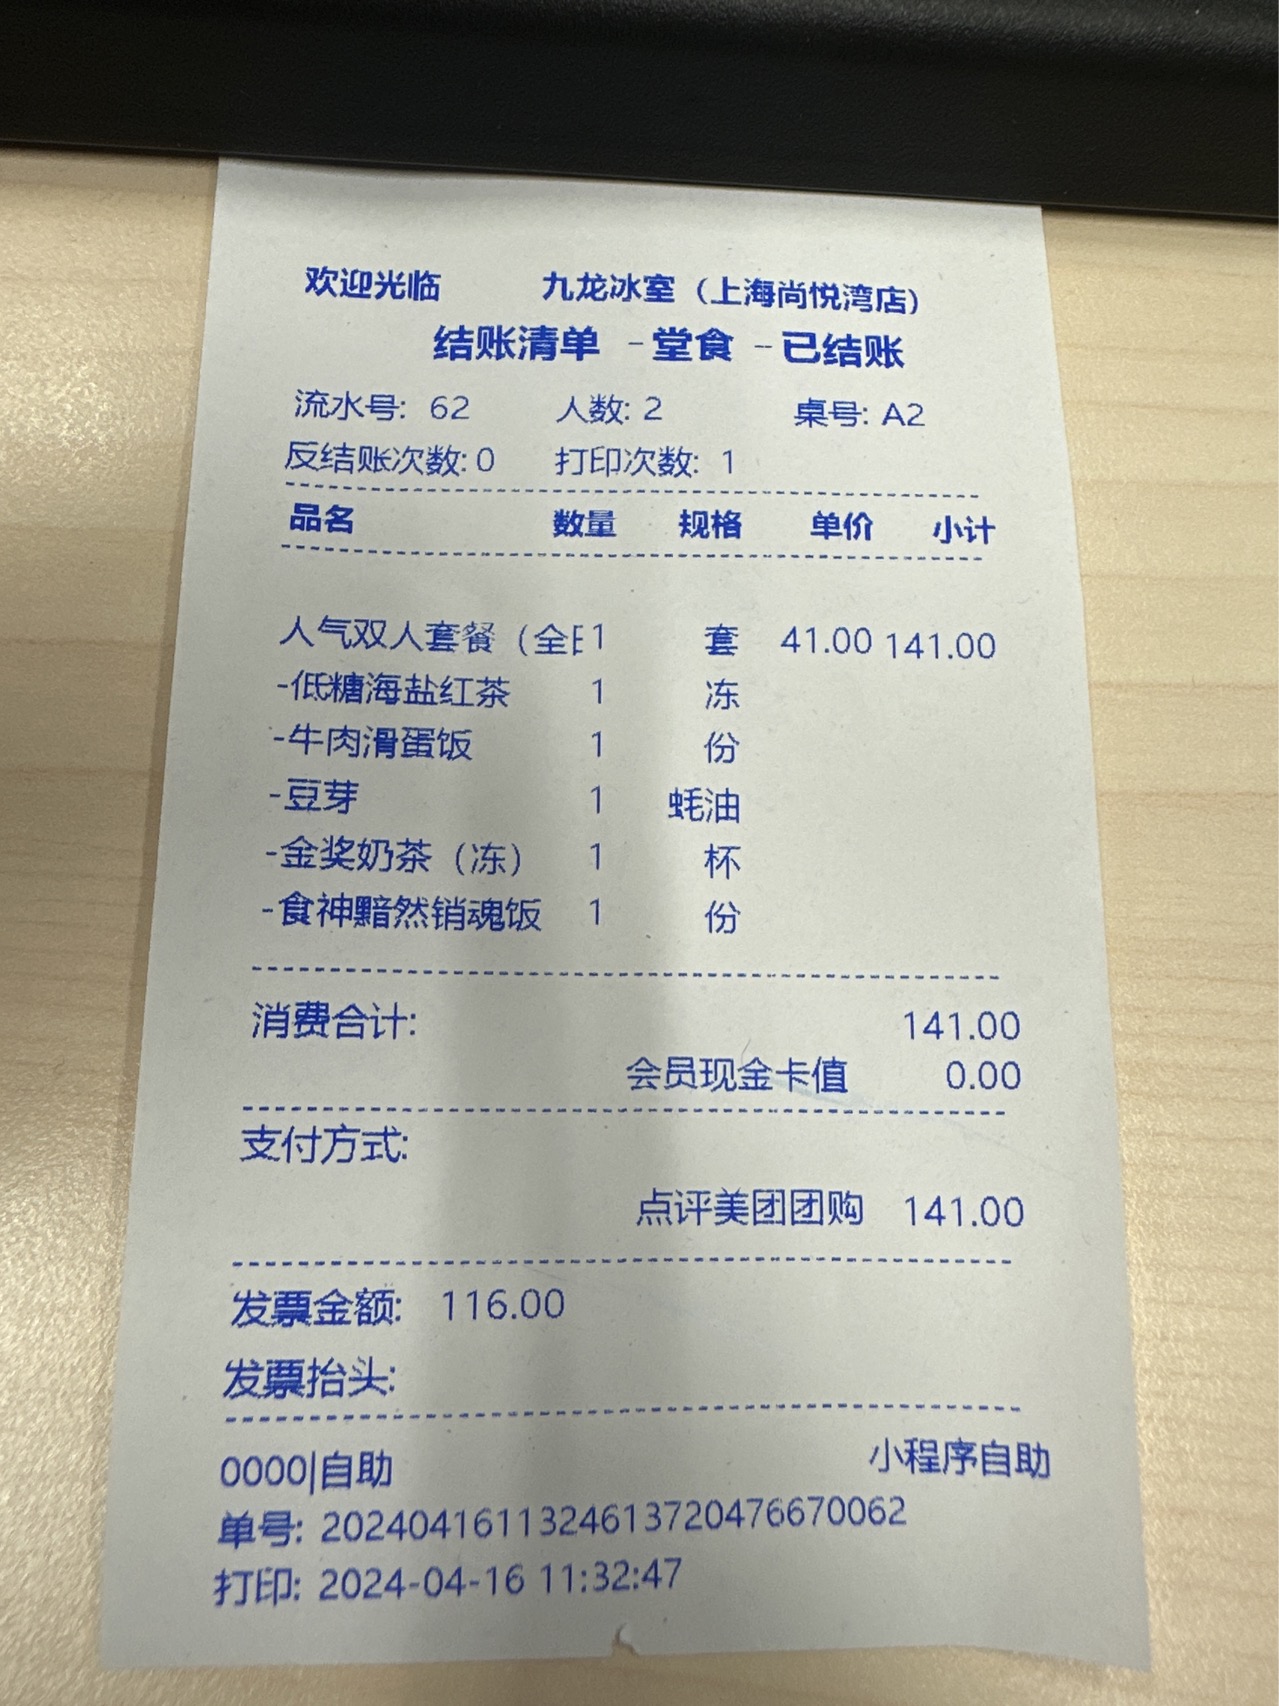 欢迎光临 九龙冰室（上海尚悦湾店）
结账清单 -堂食 -已结账
流水号: 62 人数: 2 桌号: A2
反结账次数: 0 打印次数: 1
品名 数量 规格 单价 小计
人气双人套餐（全日 1 套 41.00 141.00
-低糖海盐红茶 1 冻
-牛肉滑蛋饭 1 份
-豆芽 1 蚝油
-金奖奶茶（冻） 1 杯
-食神黯然销魂饭 1 份
消费合计: 141.00
会员现金卡值 0.00
支付方式:
点评美团团购 141.00
发票金额: 116.00
发票抬头:
0000|自助 小程序自助
单号: 2024041611324613720476670062
打印: 2024-04-16 11:32:47